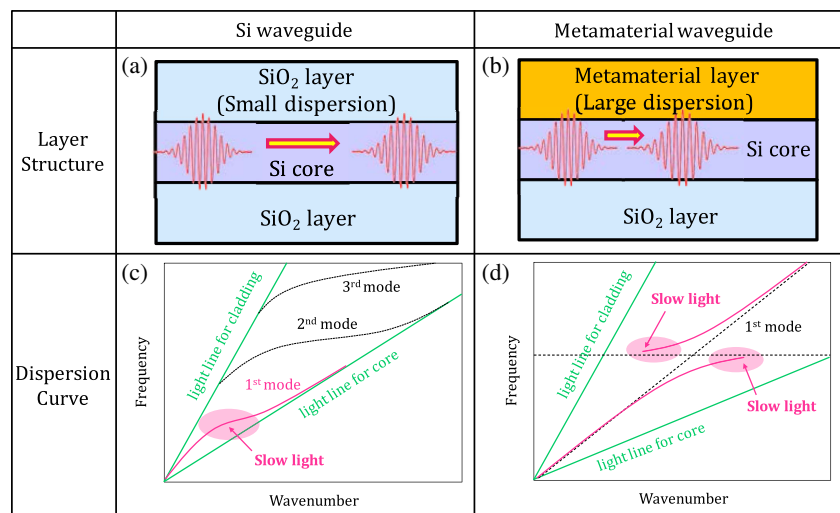 Si waveguide
Metamaterial waveguide
Layer
Structure
(a)
SiO₂ layer
(Small dispersion)
Si core
SiO₂ layer
(b)
Metamaterial layer
(Large dispersion)
Si core
SiO₂ layer
Dispersion
Curve
(c)
Frequency
light line for cladding
3rd mode
2nd mode
1st mode
light line for core
Slow light
Wavenumber
(d)
Frequency
light line for cladding
Slow light
1st mode
Slow light
light line for core
Wavenumber